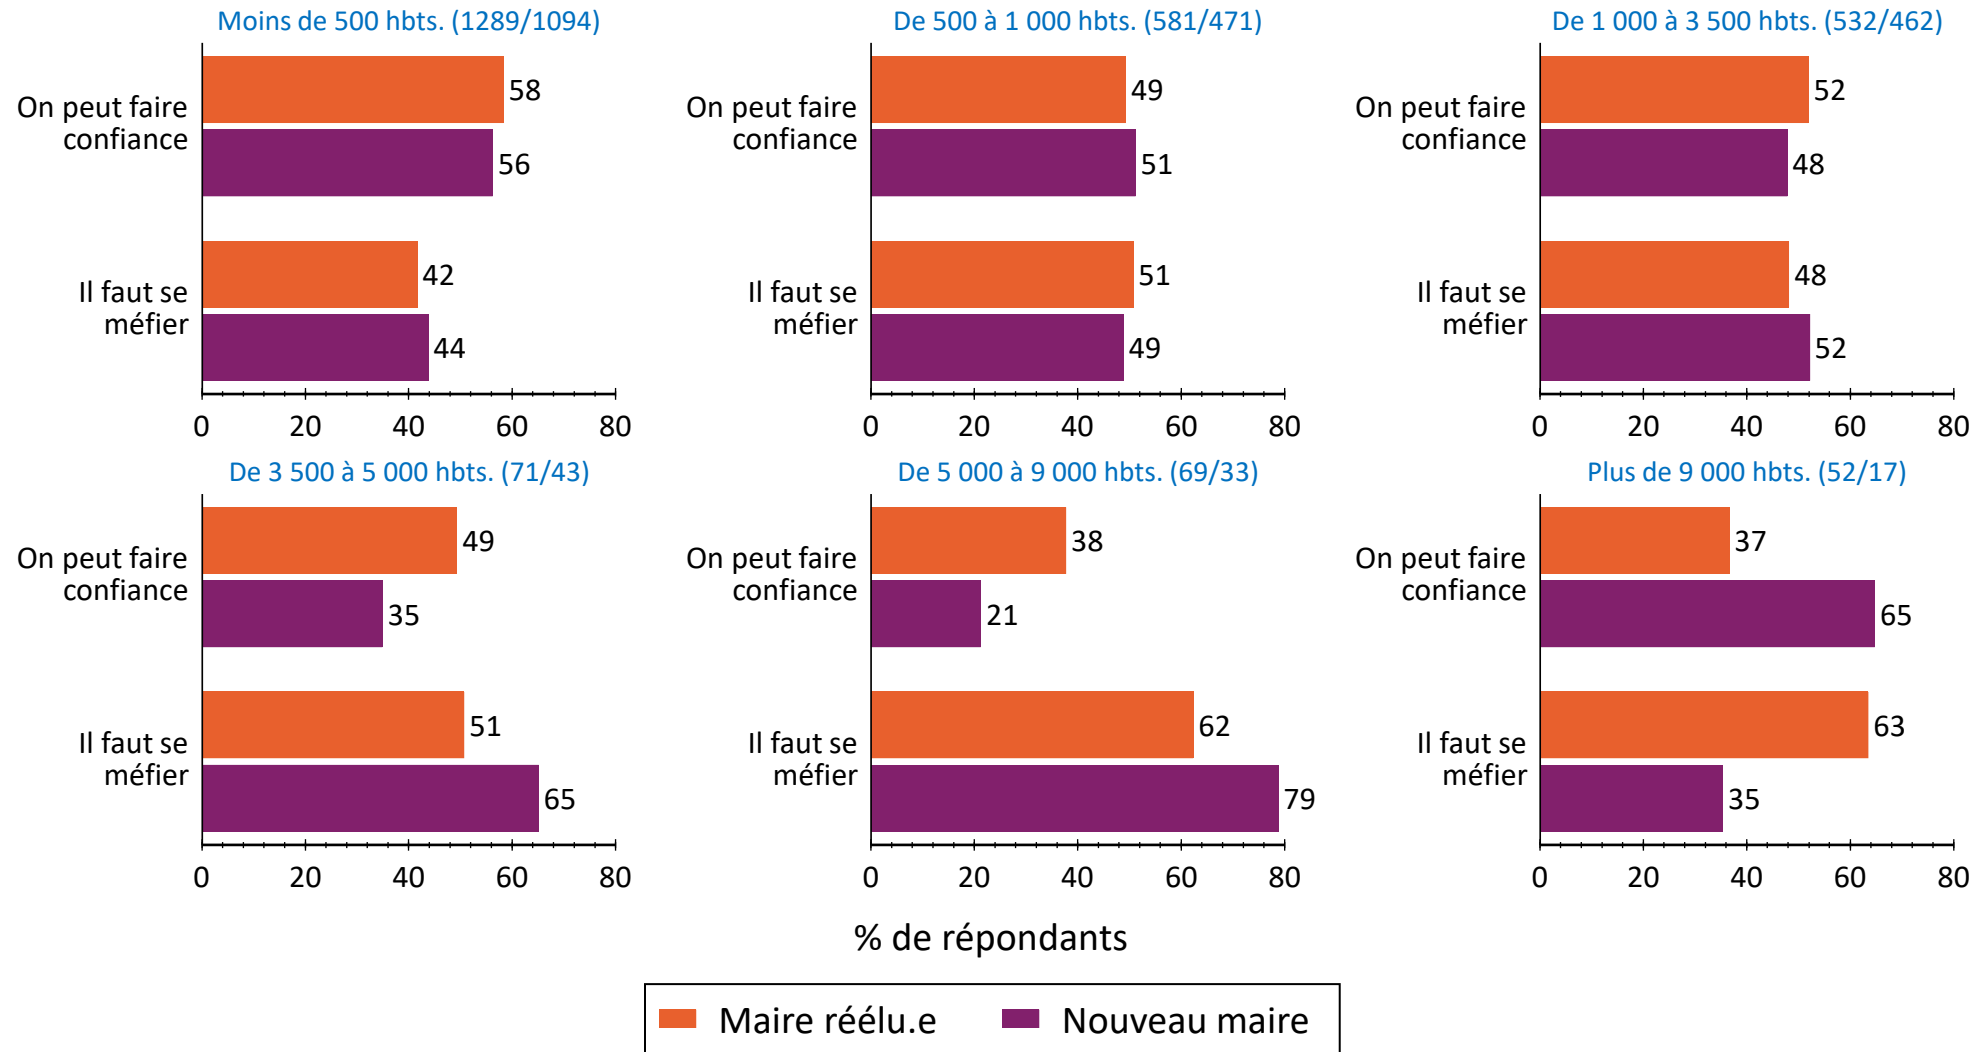 Moins de 500 hbts. (1289/1094)
On peut faire
confiance
58
56
Il faut se
méfier
42
44
0 20 40 60 80
De 500 à 1 000 hbts. (581/471)
On peut faire
confiance
49
51
Il faut se
méfier
51
49
0 20 40 60 80
De 1 000 à 3 500 hbts. (532/462)
On peut faire
confiance
52
48
Il faut se
méfier
48
52
0 20 40 60 80
De 3 500 à 5 000 hbts. (71/43)
On peut faire
confiance
49
35
Il faut se
méfier
51
65
0 20 40 60 80
De 5 000 à 9 000 hbts. (69/33)
On peut faire
confiance
38
21
Il faut se
méfier
62
79
0 20 40 60 80
Plus de 9 000 hbts. (52/17)
On peut faire
confiance
37
65
Il faut se
méfier
63
35
0 20 40 60 80
% de répondants
Maire réélu.e Nouveau maire